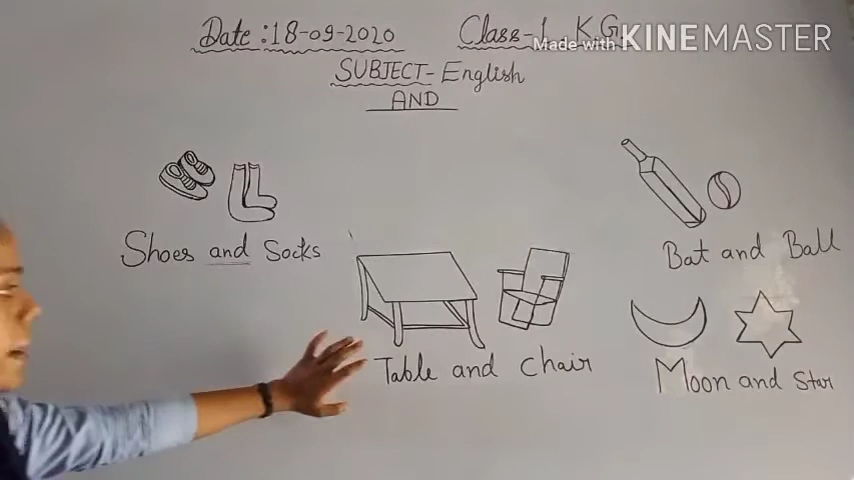 Date :18-09-2020 Class-L.K.G
Made with KINEMASTER
SUBJECT-English
AND
Shoes and Socks
Bat and Ball
Table and Chair
Moon and Star